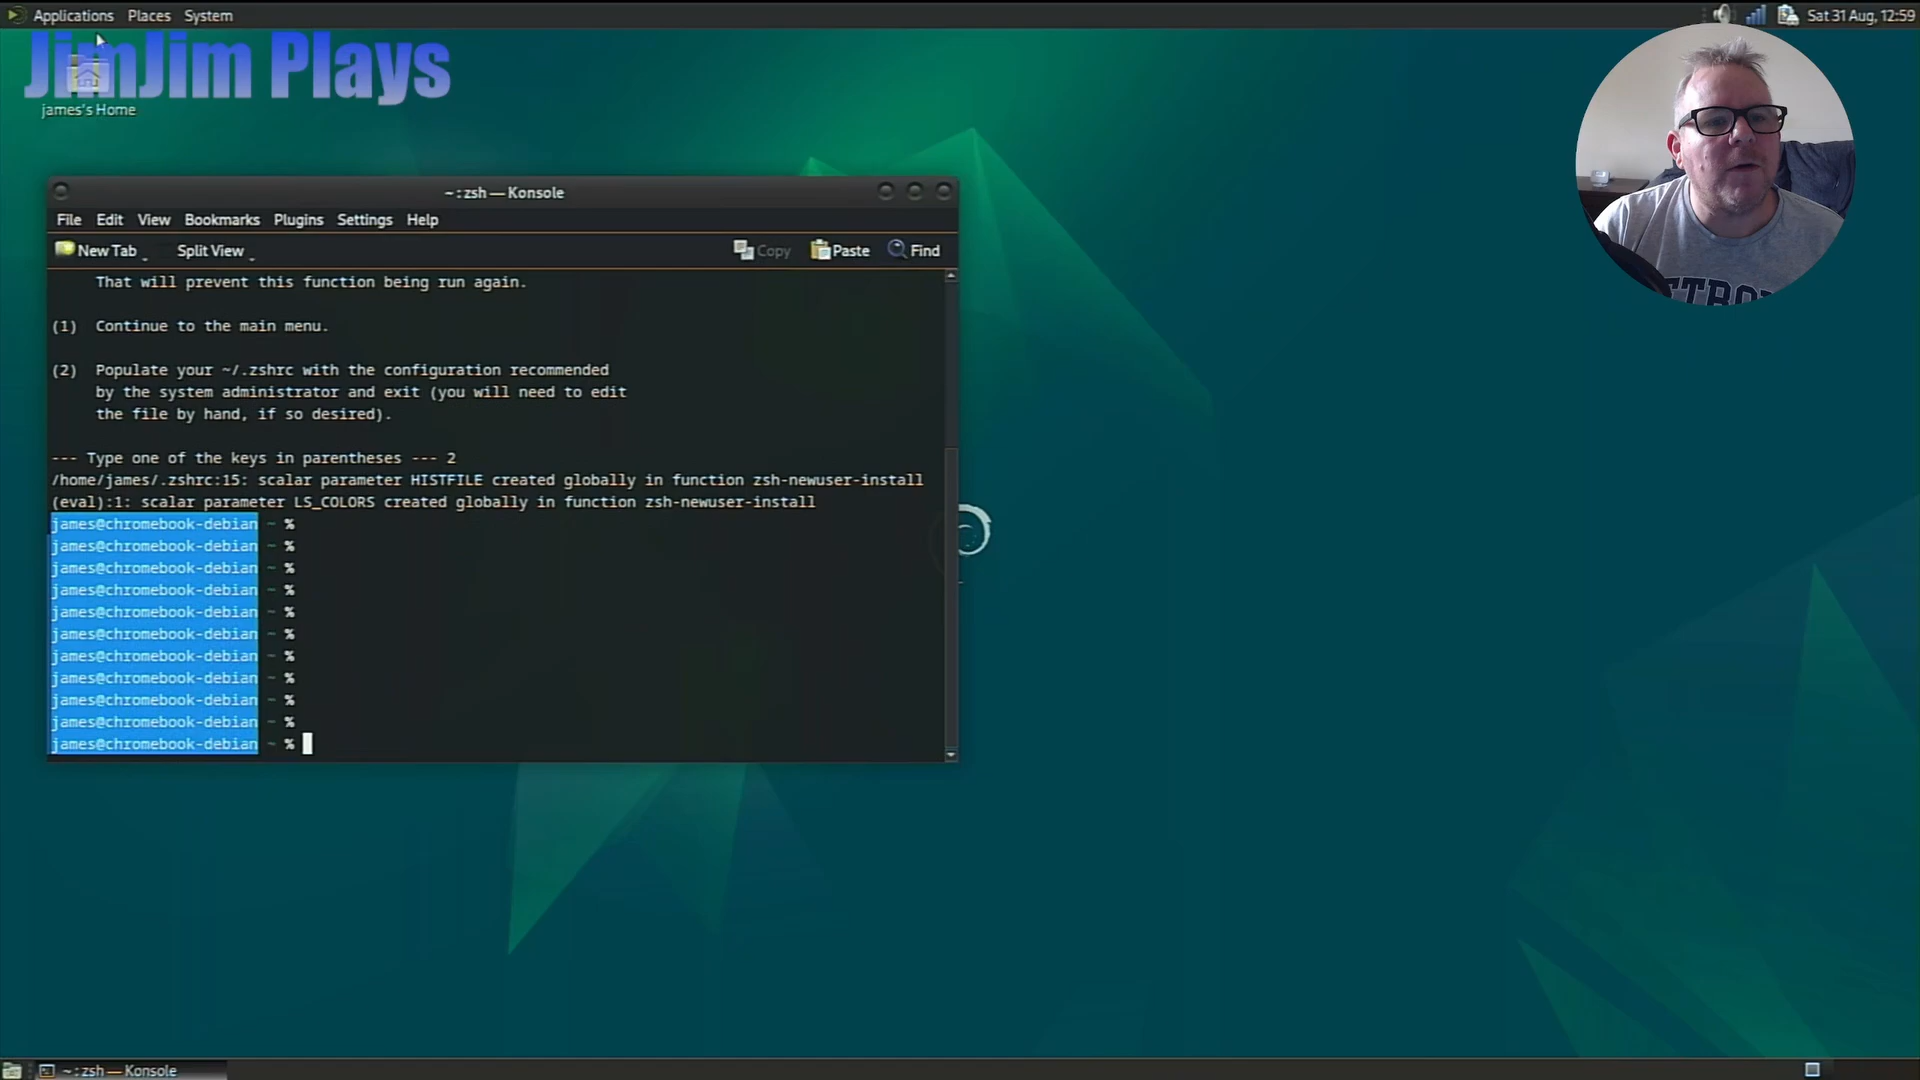 Applications Places System
Sat 31 Aug, 12:59
JimJim Plays
james's Home
~ : zsh — Konsole
File Edit View Bookmarks Plugins Settings Help
New Tab Split View Copy Paste Find
That will prevent this function being run again.
(1) Continue to the main menu.
(2) Populate your ~/.zshrc with the configuration recommended
by the system administrator and exit (you will need to edit
the file by hand, if so desired).
--- Type one of the keys in parentheses --- 2
/home/james/.zshrc:15: scalar parameter HISTFILE created globally in function zsh-newuser-install
(eval):1: scalar parameter LS_COLORS created globally in function zsh-newuser-install
james@chromebook-debian ~ %
james@chromebook-debian ~ %
james@chromebook-debian ~ %
james@chromebook-debian ~ %
james@chromebook-debian ~ %
james@chromebook-debian ~ %
james@chromebook-debian ~ %
james@chromebook-debian ~ %
james@chromebook-debian ~ %
james@chromebook-debian ~ %
james@chromebook-debian ~ %
~ : zsh — Konsole